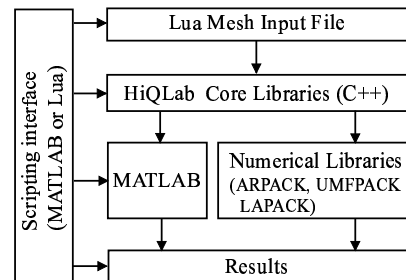 Scripting interface
(MATLAB or Lua)
Lua Mesh Input File
HiQLab Core Libraries (C++)
MATLAB
Numerical Libraries
(ARPACK, UMFPACK
LAPACK)
Results